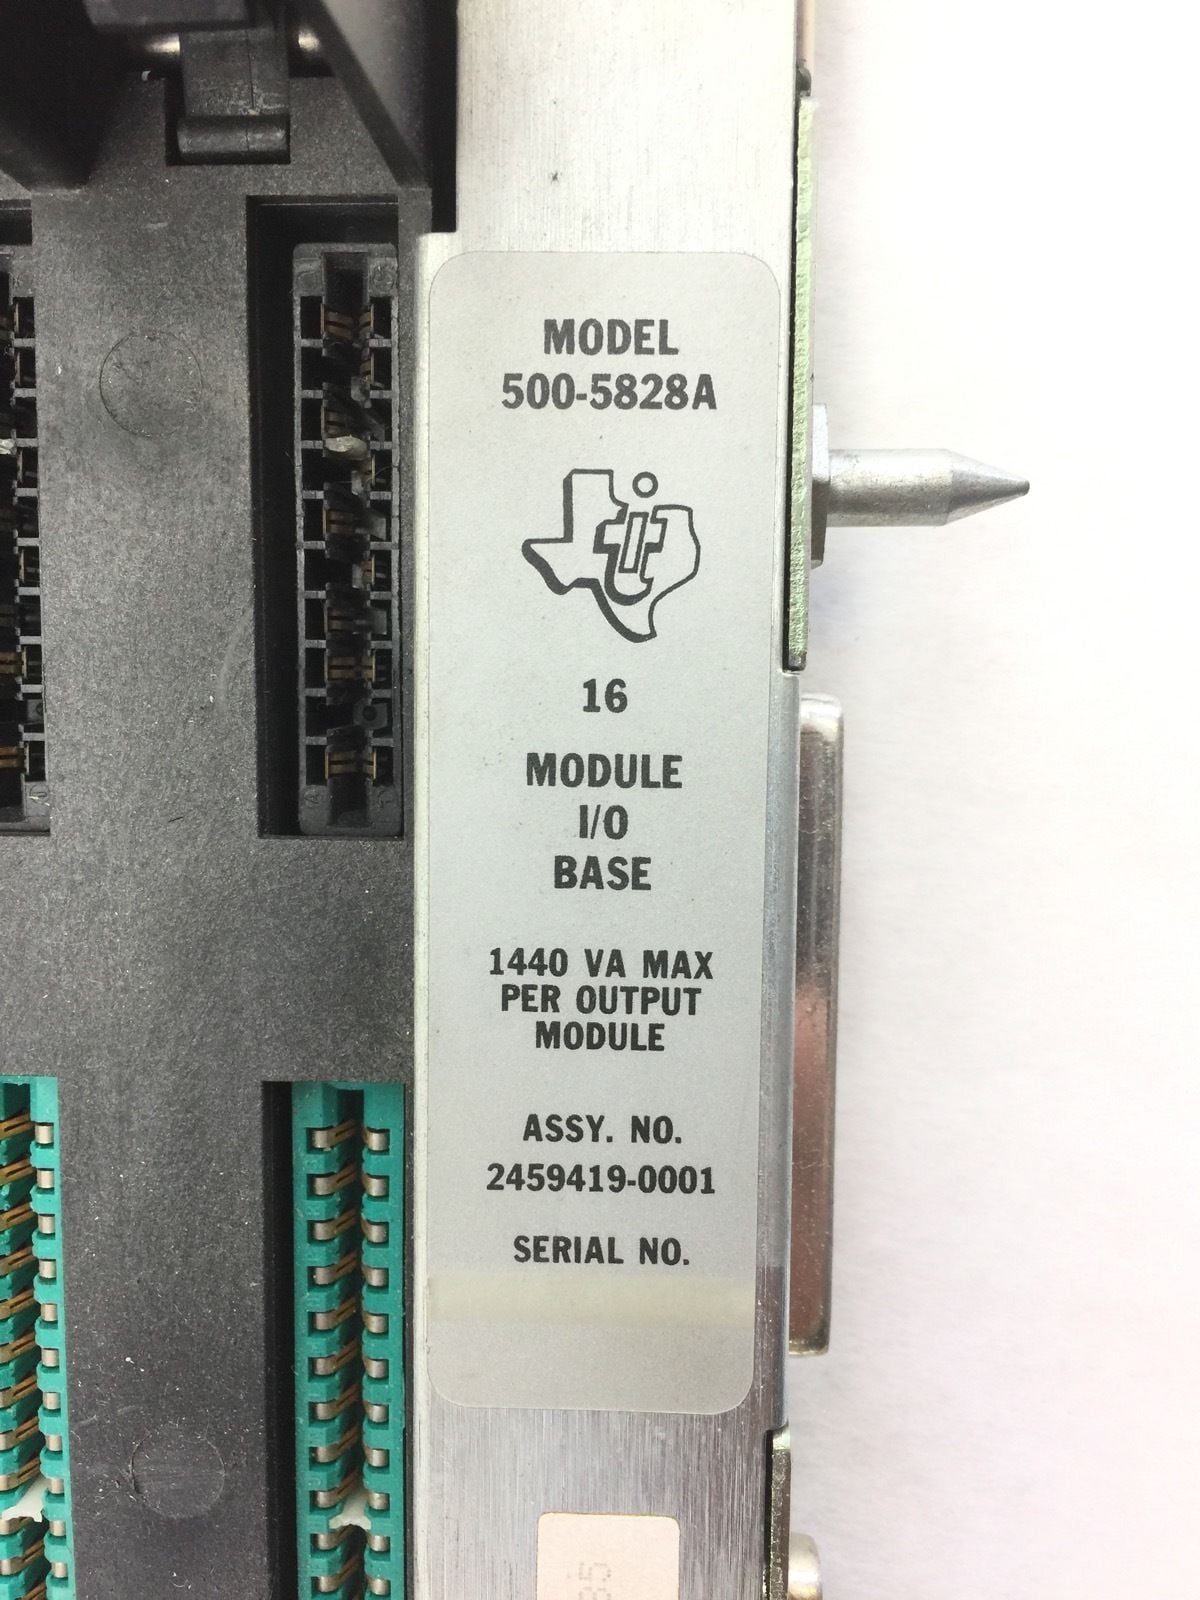 MODEL
500-5828A
16
MODULE
I/O
BASE
1440 VA MAX
PER OUTPUT
MODULE
ASSY. NO.
2459419-0001
SERIAL NO.